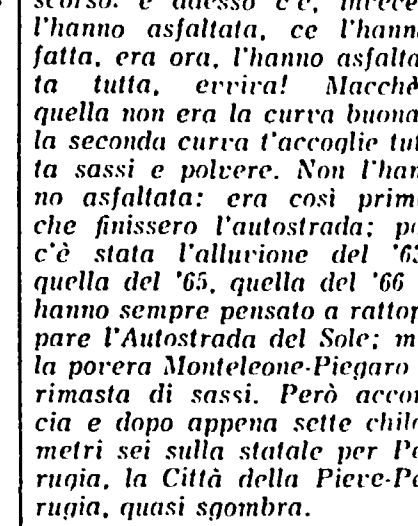 scorso: e adesso c'è, invece
l'hanno asfaltata, ce l'hann
fatta, era ora, l'hanno asfalta
ta tutta, evviva! Macchè
quella non era la curva buona
la seconda curva t'accoglie tut
ta sassi e polvere. Non l'han
no asfaltata: era così prim
che finissero l'autostrada; p
c'è stata l'alluvione del '6
quella del '65, quella del '66
hanno sempre pensato a rattop
pare l'Autostrada del Sole; m
la povera Monteleone-Piegaro
rimasta di sassi. Però accor
cia e dopo appena sette chilo
metri sei sulla statale per Pe
rugia, la Città della Pieve-Pe
rugia, quasi sgombra.